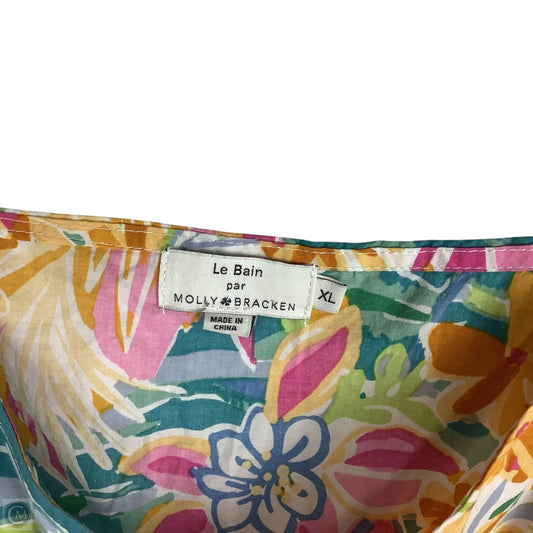 Le Bain
par
MOLLY BRACKEN
XL
MADE IN
CHINA